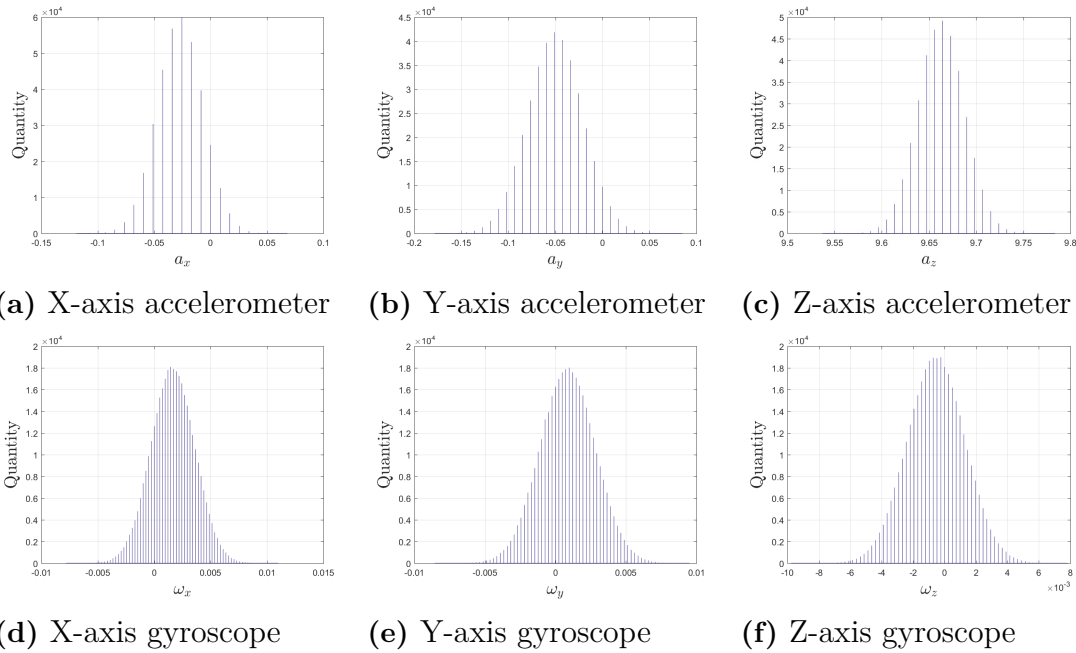 ×10⁴ ×10⁴ ×10⁴
6 5 4 3 2 1 0
Quantity
-0.15 -0.1 -0.05 0 0.05 0.1
a_x
4.5 4 3.5 3 2.5 2 1.5 1 0.5 0
Quantity
-0.2 -0.15 -0.1 -0.05 0 0.05 0.1
a_y
5 4.5 4 3.5 3 2.5 2 1.5 1 0.5 0
Quantity
9.5 9.55 9.6 9.65 9.7 9.75 9.8
a_z
(a) X-axis accelerometer
(b) Y-axis accelerometer
(c) Z-axis accelerometer
×10⁴ ×10⁴ ×10⁴
2 1.8 1.6 1.4 1.2 1 0.8 0.6 0.4 0.2 0
Quantity
-0.01 -0.005 0 0.005 0.01 0.015
ω_x
2 1.8 1.6 1.4 1.2 1 0.8 0.6 0.4 0.2 0
Quantity
-0.01 -0.005 0 0.005 0.01
ω_y
2 1.8 1.6 1.4 1.2 1 0.8 0.6 0.4 0.2 0
Quantity
-10 -8 -6 -4 -2 0 2 4 6 8
ω_z
×10⁻³
(d) X-axis gyroscope
(e) Y-axis gyroscope
(f) Z-axis gyroscope